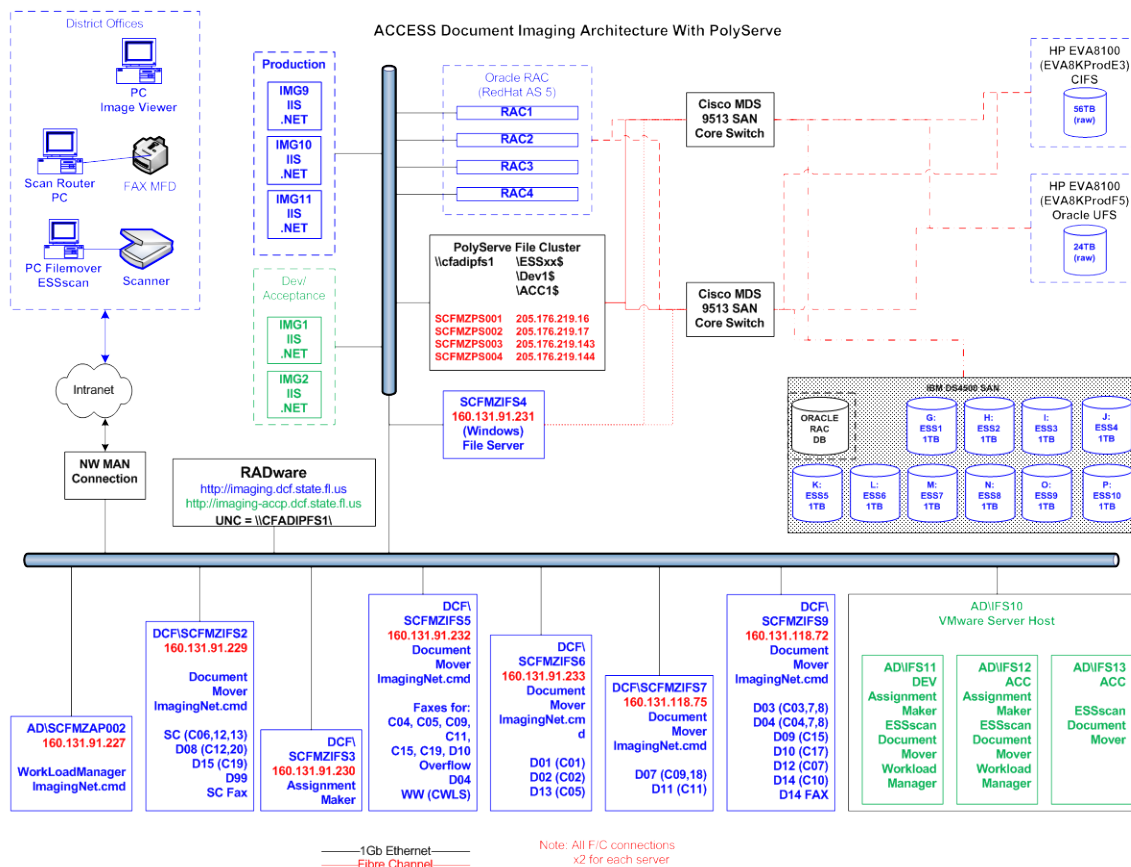 ACCESS Document Imaging Architecture With PolyServe
District Offices
PC
Image Viewer
Scan Router
PC
FAX MFD
PC Filemover
ESSscan
Scanner
Intranet
NW MAN
Connection
Production
IMG9
IIS
.NET
IMG10
IIS
.NET
IMG11
IIS
.NET
Dev/
Acceptance
IMG1
IIS
.NET
IMG2
IIS
.NET
Oracle RAC
(RedHat AS 5)
RAC1
RAC2
RAC3
RAC4
PolyServe File Cluster
\\cfadipfs1 \ESSxx$
\Dev1$
\ACC1$
SCFMZPS001 205.176.219.16
SCFMZPS002 205.176.219.17
SCFMZPS003 205.176.219.143
SCFMZPS004 205.176.219.144
SCFMZIFS4
160.131.91.231
(Windows)
File Server
Cisco MDS
9513 SAN
Core Switch
Cisco MDS
9513 SAN
Core Switch
HP EVA8100
(EVA8KProdE3)
CIFS
56TB
(raw)
HP EVA8100
(EVA8KProdF5)
Oracle UFS
24TB
(raw)
IBM DS4500 SAN
ORACLE
RAC
DB
G:
ESS1
1TB
H:
ESS2
1TB
I:
ESS3
1TB
J:
ESS4
1TB
K:
ESS5
1TB
L:
ESS6
1TB
M:
ESS7
1TB
N:
ESS8
1TB
O:
ESS9
1TB
P:
ESS10
1TB
RADware
http://imaging.dcf.state.fl.us
http://imaging-accp.dcf.state.fl.us
UNC = \\CFADIPFS1\
AD\SCFMZAP002
160.131.91.227
WorkLoadManager
ImagingNet.cmd
DCF\SCFMZIFS2
160.131.91.229
Document
Mover
ImagingNet.cmd
SC (C06,12,13)
D08 (C12,20)
D15 (C19)
D99
SC Fax
DCF\
SCFMZIFS3
160.131.91.230
Assignment
Maker
DCF\
SCFMZIFS5
160.131.91.232
Document
Mover
ImagingNet.cmd
Faxes for:
C04, C05, C09,
C11,
C15, C19, D10
Overflow
D04
WW (CWLS)
DCF\
SCFMZIFS6
160.131.91.233
Document
Mover
ImagingNet.cm
d
D01 (C01)
D02 (C02)
D13 (C05)
DCF\SCFMZIFS7
160.131.118.75
Document
Mover
ImagingNet.cmd
D07 (C09,18)
D11 (C11)
DCF\
SCFMZIFS9
160.131.118.72
Document
Mover
ImagingNet.cmd
D03 (C03,7,8)
D04 (C04,7,8)
D09 (C15)
D10 (C17)
D12 (C07)
D14 (C10)
D14 FAX
AD\IFS10
VMware Server Host
AD\IFS11
DEV
Assignment
Maker
ESSscan
Document
Mover
Workload
Manager
AD\IFS12
ACC
Assignment
Maker
ESSscan
Document
Mover
Workload
Manager
AD\IFS13
ACC
ESSscan
Document
Mover
1Gb Ethernet
Fibre Channel
Note: All F/C connections
x2 for each server